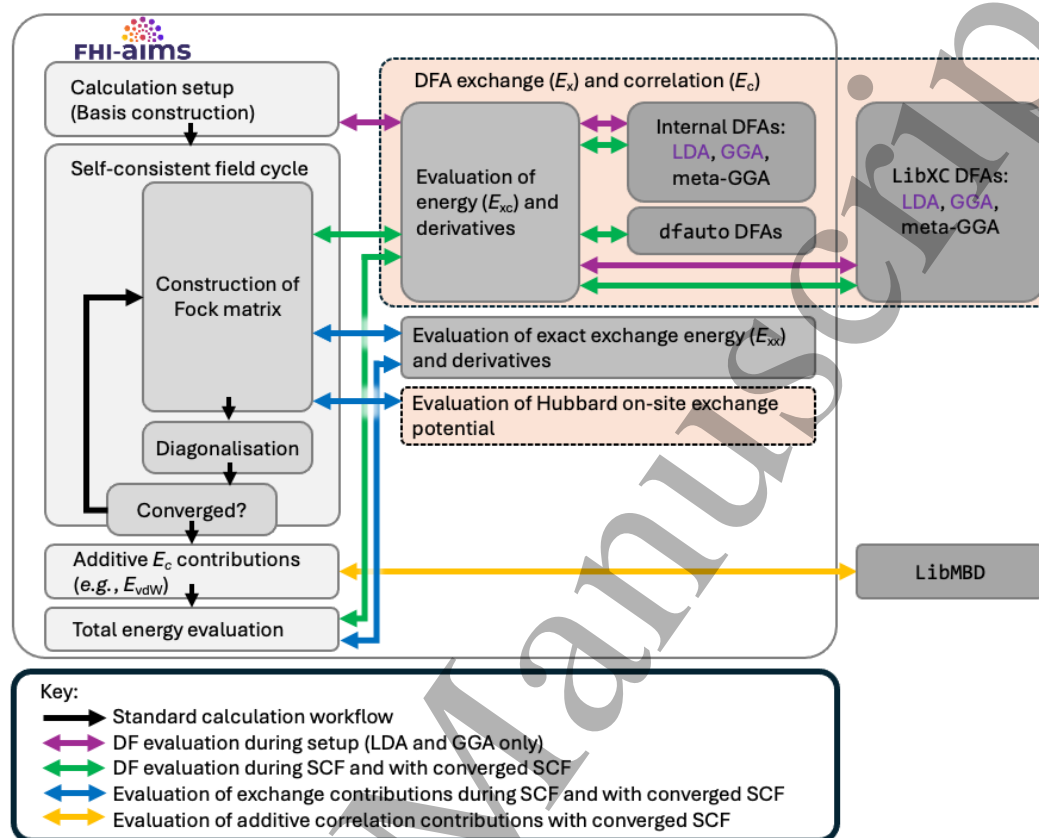 FHI-aims
Calculation setup
(Basis construction)
Self-consistent field cycle
Construction of
Fock matrix
Diagonalisation
Converged?
Additive Ec contributions
(e.g., EvdW)
Total energy evaluation
DFA exchange (Ex) and correlation (Ec)
Evaluation of
energy (Exc) and
derivatives
Internal DFAs:
LDA, GGA,
meta-GGA
dfauto DFAs
LibXC DFAs:
LDA, GGA,
meta-GGA
Evaluation of exact exchange energy (Exx)
and derivatives
Evaluation of Hubbard on-site exchange
potential
LibMBD
Key:
Standard calculation workflow
DF evaluation during setup (LDA and GGA only)
DF evaluation during SCF and with converged SCF
Evaluation of exchange contributions during SCF and with converged SCF
Evaluation of additive correlation contributions with converged SCF
Manuscrip